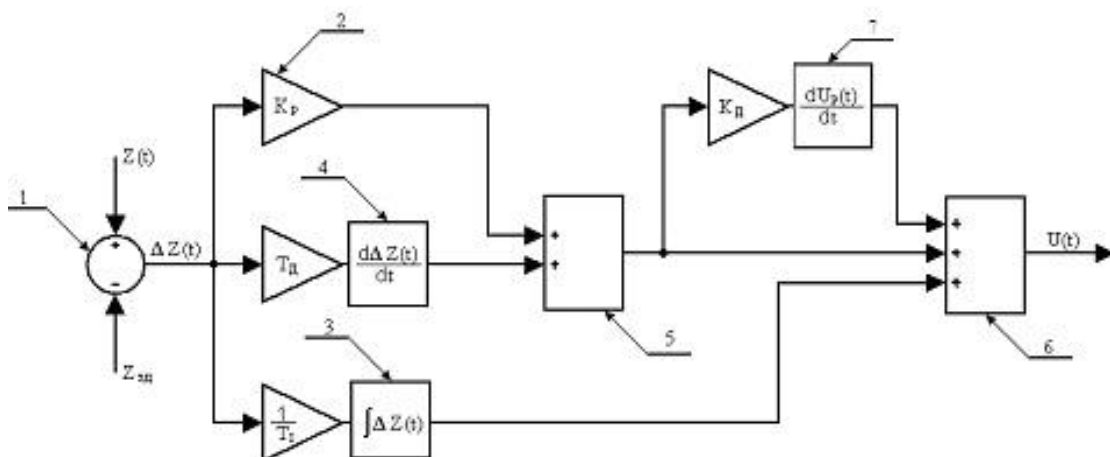 2
7
K_P
K_Д
dU_P(t)
dt
Z(t)
1
4
+
ΔZ(t)
T_Д
dΔZ(t)
dt
-
+
+
+
+
+
U(t)
3
5
6
Z_зд
1
T_I
∫ΔZ(t)